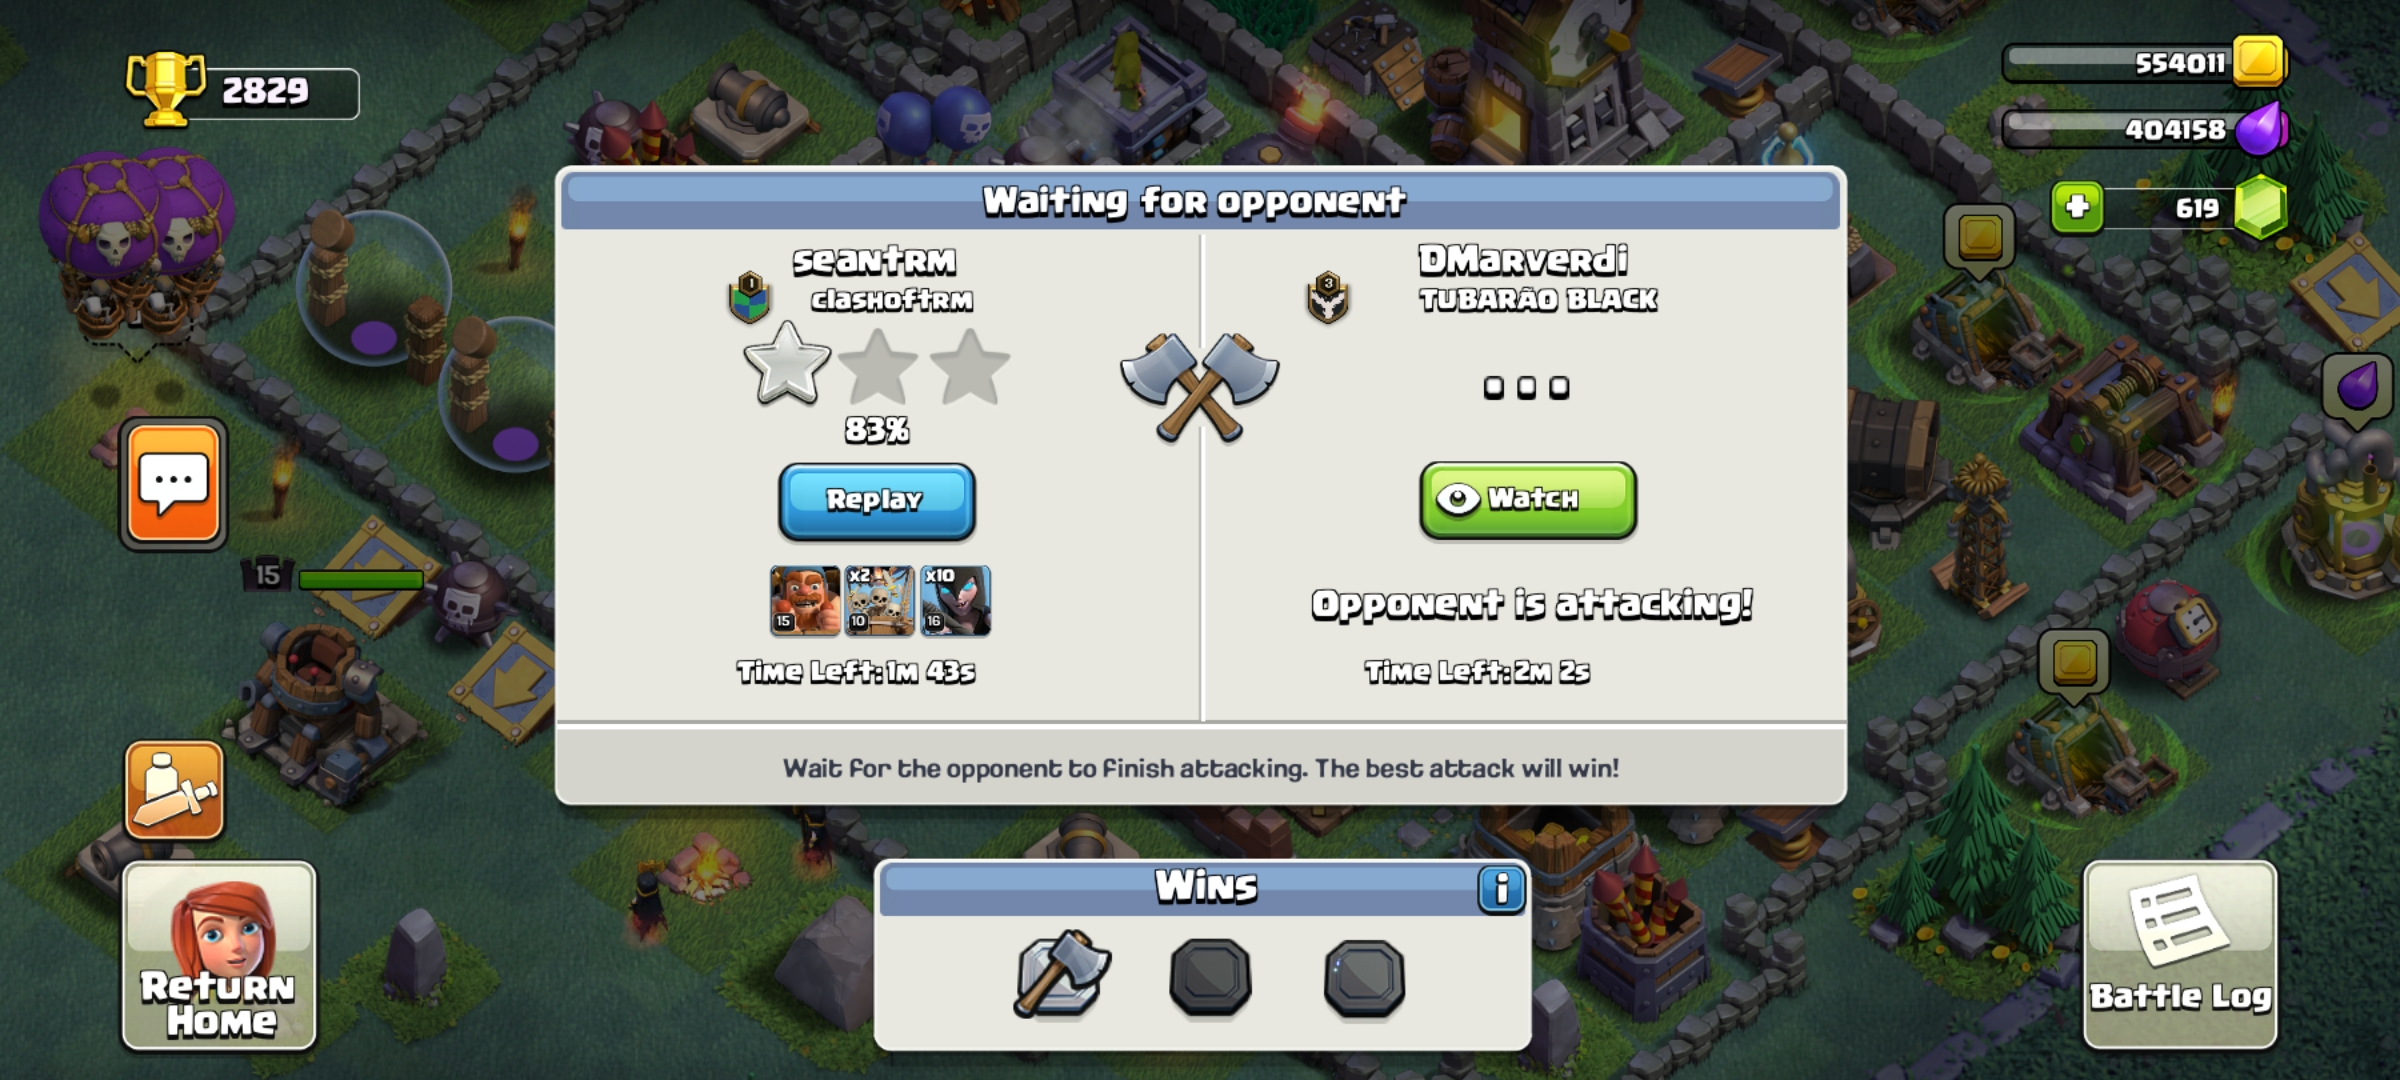 2829
554011
404158
619
Waiting for opponent
seantrm
clashoftrm
1
83%
Replay
15
x2
10
x10
16
Time Left:1m 43s
DMarverdi
TUBARÃO BLACK
3
Watch
Opponent is attacking!
Time Left:2m 2s
Wait for the opponent to finish attacking. The best attack will win!
15
Wins
i
Return
Home
Battle Log